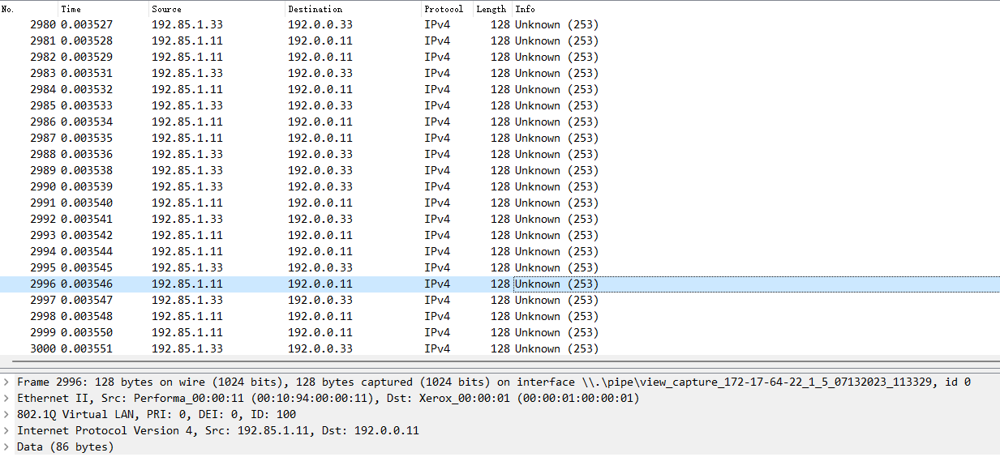 No. Time Source Destination Protocol Length Info
2980 0.003527 192.85.1.33 192.0.0.33 IPv4 128 Unknown (253)
2981 0.003528 192.85.1.11 192.0.0.11 IPv4 128 Unknown (253)
2982 0.003529 192.85.1.11 192.0.0.11 IPv4 128 Unknown (253)
2983 0.003531 192.85.1.33 192.0.0.33 IPv4 128 Unknown (253)
2984 0.003532 192.85.1.11 192.0.0.11 IPv4 128 Unknown (253)
2985 0.003533 192.85.1.33 192.0.0.33 IPv4 128 Unknown (253)
2986 0.003534 192.85.1.11 192.0.0.11 IPv4 128 Unknown (253)
2987 0.003535 192.85.1.11 192.0.0.11 IPv4 128 Unknown (253)
2988 0.003536 192.85.1.33 192.0.0.33 IPv4 128 Unknown (253)
2989 0.003538 192.85.1.33 192.0.0.33 IPv4 128 Unknown (253)
2990 0.003539 192.85.1.33 192.0.0.33 IPv4 128 Unknown (253)
2991 0.003540 192.85.1.11 192.0.0.11 IPv4 128 Unknown (253)
2992 0.003541 192.85.1.33 192.0.0.33 IPv4 128 Unknown (253)
2993 0.003542 192.85.1.11 192.0.0.11 IPv4 128 Unknown (253)
2994 0.003544 192.85.1.11 192.0.0.11 IPv4 128 Unknown (253)
2995 0.003545 192.85.1.33 192.0.0.33 IPv4 128 Unknown (253)
2996 0.003546 192.85.1.11 192.0.0.11 IPv4 128 Unknown (253)
2997 0.003547 192.85.1.33 192.0.0.33 IPv4 128 Unknown (253)
2998 0.003548 192.85.1.11 192.0.0.11 IPv4 128 Unknown (253)
2999 0.003550 192.85.1.11 192.0.0.11 IPv4 128 Unknown (253)
3000 0.003551 192.85.1.33 192.0.0.33 IPv4 128 Unknown (253)
Frame 2996: 128 bytes on wire (1024 bits), 128 bytes captured (1024 bits) on interface \\.\pipe\view_capture_172-17-64-22_1_5_07132023_113329, id 0
Ethernet II, Src: Performa_00:00:11 (00:10:94:00:00:11), Dst: Xerox_00:00:01 (00:00:01:00:00:01)
802.1Q Virtual LAN, PRI: 0, DEI: 0, ID: 100
Internet Protocol Version 4, Src: 192.85.1.11, Dst: 192.0.0.11
Data (86 bytes)